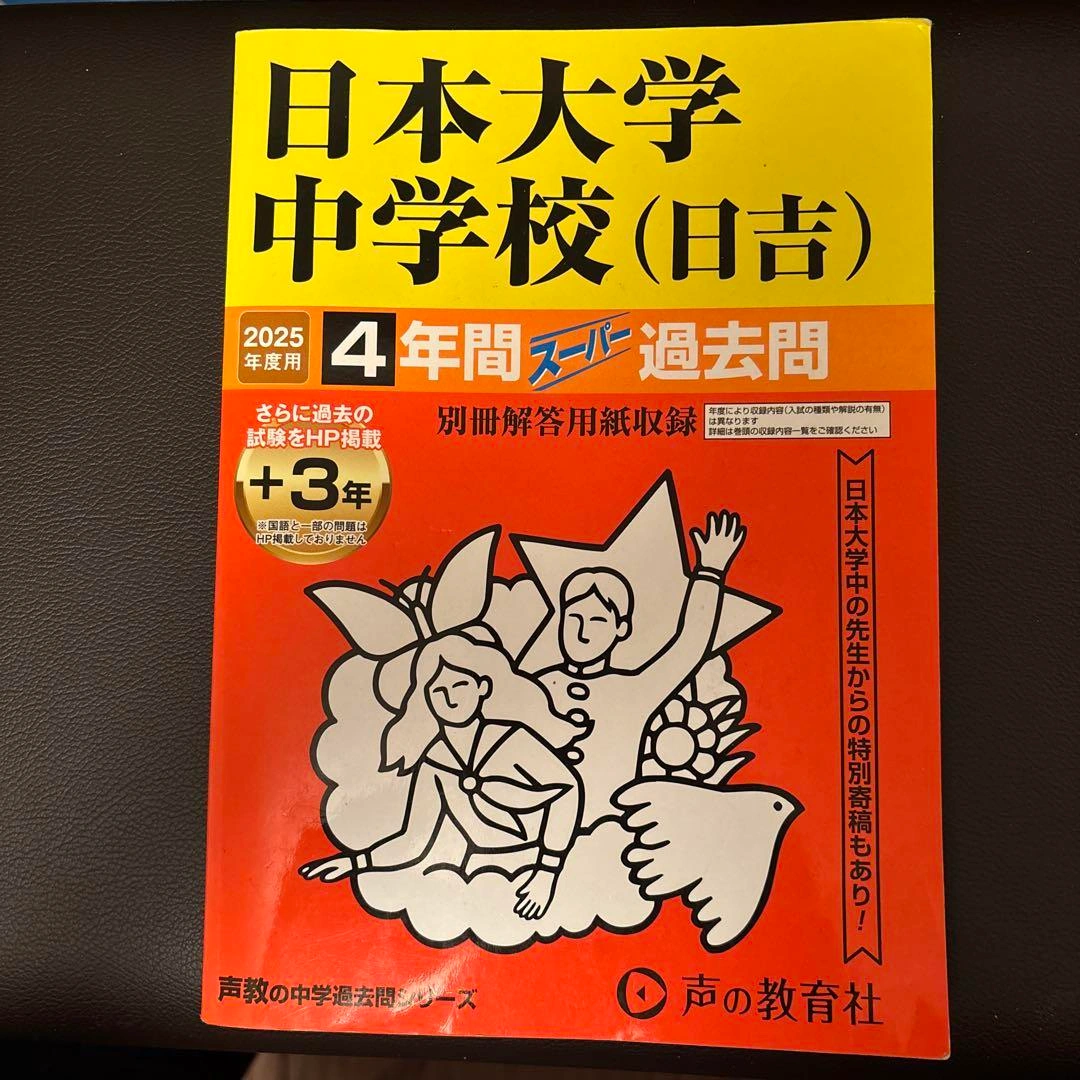 日本大学
中学校(日吉)
2025
年度用
4年間スーパー過去問
さらに過去の
試験をHP掲載
+3年
※国語と一部の問題は
HP掲載しておりません
別冊解答用紙収録
年度により収録内容(入試の種類や解説の有無)
は異なります
詳細は巻頭の収録内容一覧をご確認ください
日本大学中の先生からの特別寄稿もあり!
声教の中学過去問シリーズ
声の教育社